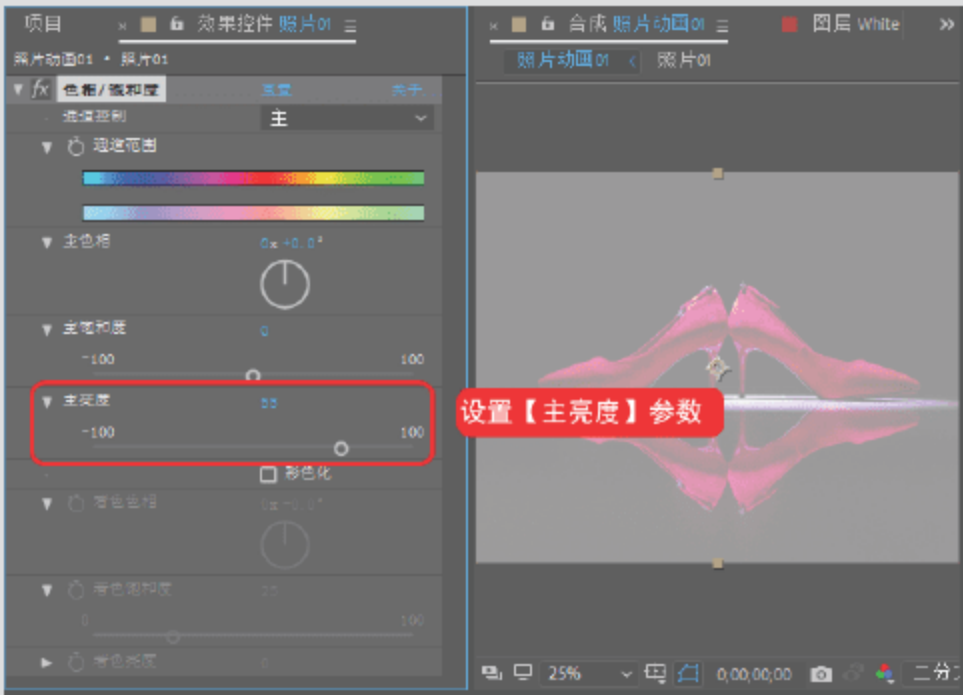 项目
效果控件 照片01
照片动画01 • 照片01
fx 色相/饱和度 重置 关于...
通道控制 主
通道范围
主色相 0x +0.0°
主饱和度 0
-100 100
主亮度 55
-100 100
彩色化
着色色相 0x +0.0°
着色饱和度 25
0 100
着色亮度 0
合成 照片动画01
图层 White
照片动画01 < 照片01
设置【主亮度】参数
25% 0;00;00;00 二分